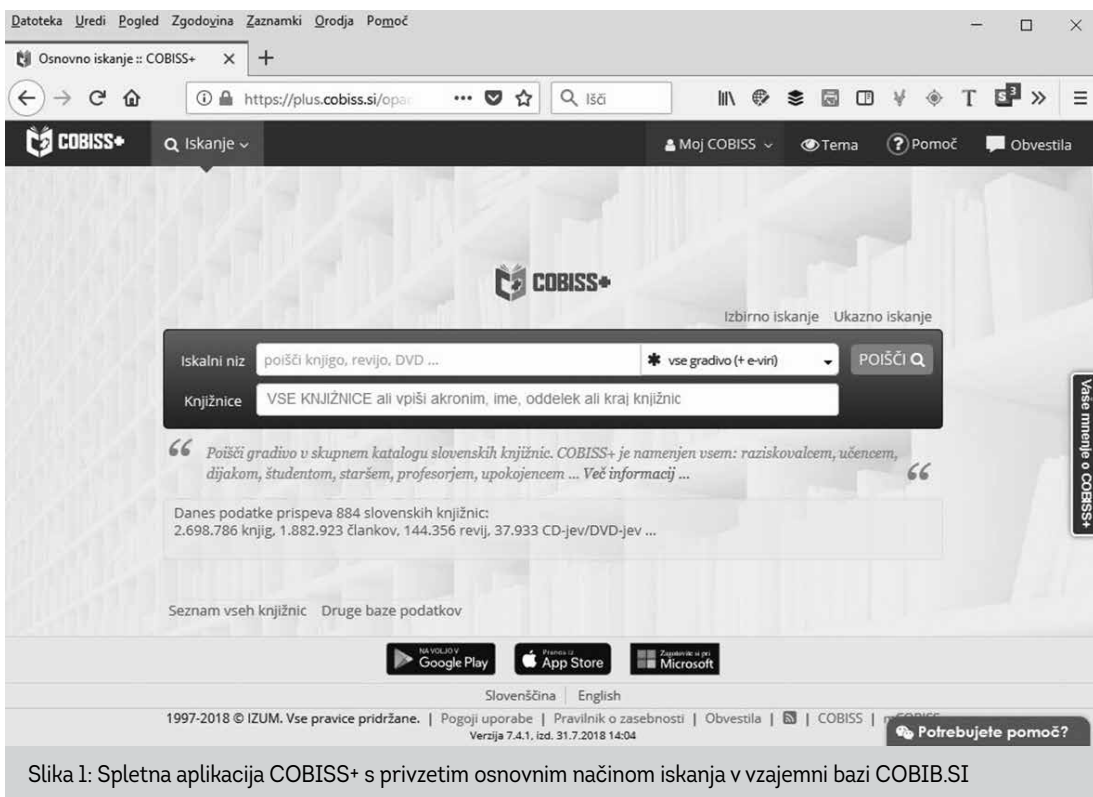 Datoteka Uredi Pogled Zgodovina Zaznamki Orodja Pomoč
Osnovno iskanje :: COBISS+
https://plus.cobiss.si/opac Išči
COBISS+ Iskanje Moj COBISS Tema Pomoč Obvestila
COBISS+
Izbirno iskanje Ukazno iskanje
Iskalni niz poišči knjigo, revijo, DVD ... vse gradivo (+ e-viri) POIŠČI
Knjižnice VSE KNJIŽNICE ali vpiši akronim, ime, oddelek ali kraj knjižnic
Poišči gradivo v skupnem katalogu slovenskih knjižnic. COBISS+ je namenjen vsem: raziskovalcem, učencem,
dijakom, študentom, staršem, profesorjem, upokojencem ... Več informacij ...
Danes podatke prispeva 884 slovenskih knjižnic:
2.698.786 knjig, 1.882.923 člankov, 144.356 revij, 37.933 CD-jev/DVD-jev ...
Vaše mnenje o COBISS+
Seznam vseh knjižnic Druge baze podatkov
NA VOLJO V
Google Play
Prenos iz
App Store
Zagotovite si pri
Microsoft
Slovenščina | English
1997-2018 © IZUM. Vse pravice pridržane. | Pogoji uporabe | Pravilnik o zasebnosti | Obvestila | | COBISS |
Verzija 7.4.1, izd. 31.7.2018 14:04
Potrebujete pomoč?
Slika 1: Spletna aplikacija COBISS+ s privzetim osnovnim načinom iskanja v vzajemni bazi COBIB.SI